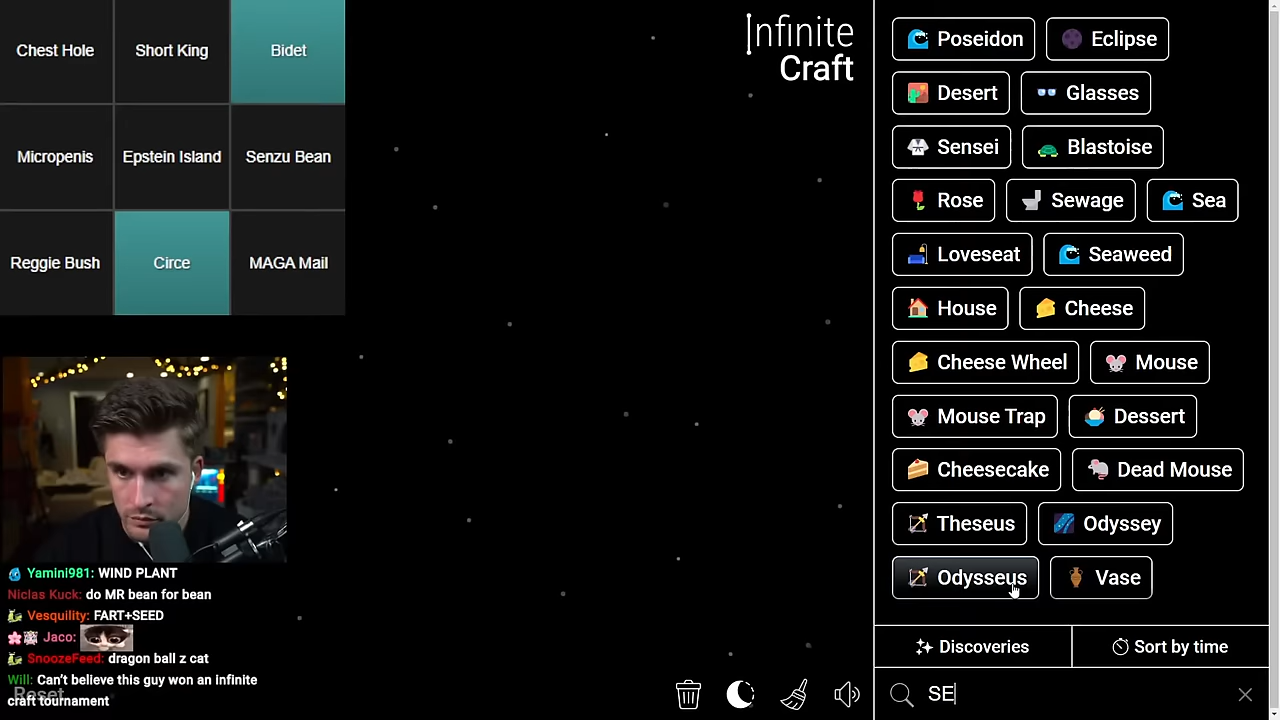 Chest Hole
Short King
Bidet
Micropenis
Epstein Island
Senzu Bean
Reggie Bush
Circe
MAGA Mail
Yamini981: WIND PLANT
Niclas Kuck: do MR bean for bean
Vesquility: FART+SEED
Jaco:
SnoozeFeed: dragon ball z cat
Will: Can't believe this guy won an infinite
craft tournament
Reset
Infinite
Craft
Poseidon
Eclipse
Desert
Glasses
Sensei
Blastoise
Rose
Sewage
Sea
Loveseat
Seaweed
House
Cheese
Cheese Wheel
Mouse
Mouse Trap
Dessert
Cheesecake
Dead Mouse
Theseus
Odyssey
Odysseus
Vase
Discoveries
Sort by time
SE